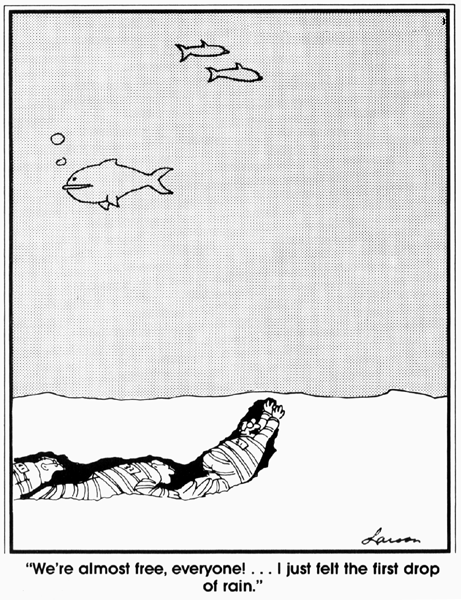 Larson
"We're almost free, everyone! . . . I just felt the first drop
of rain."